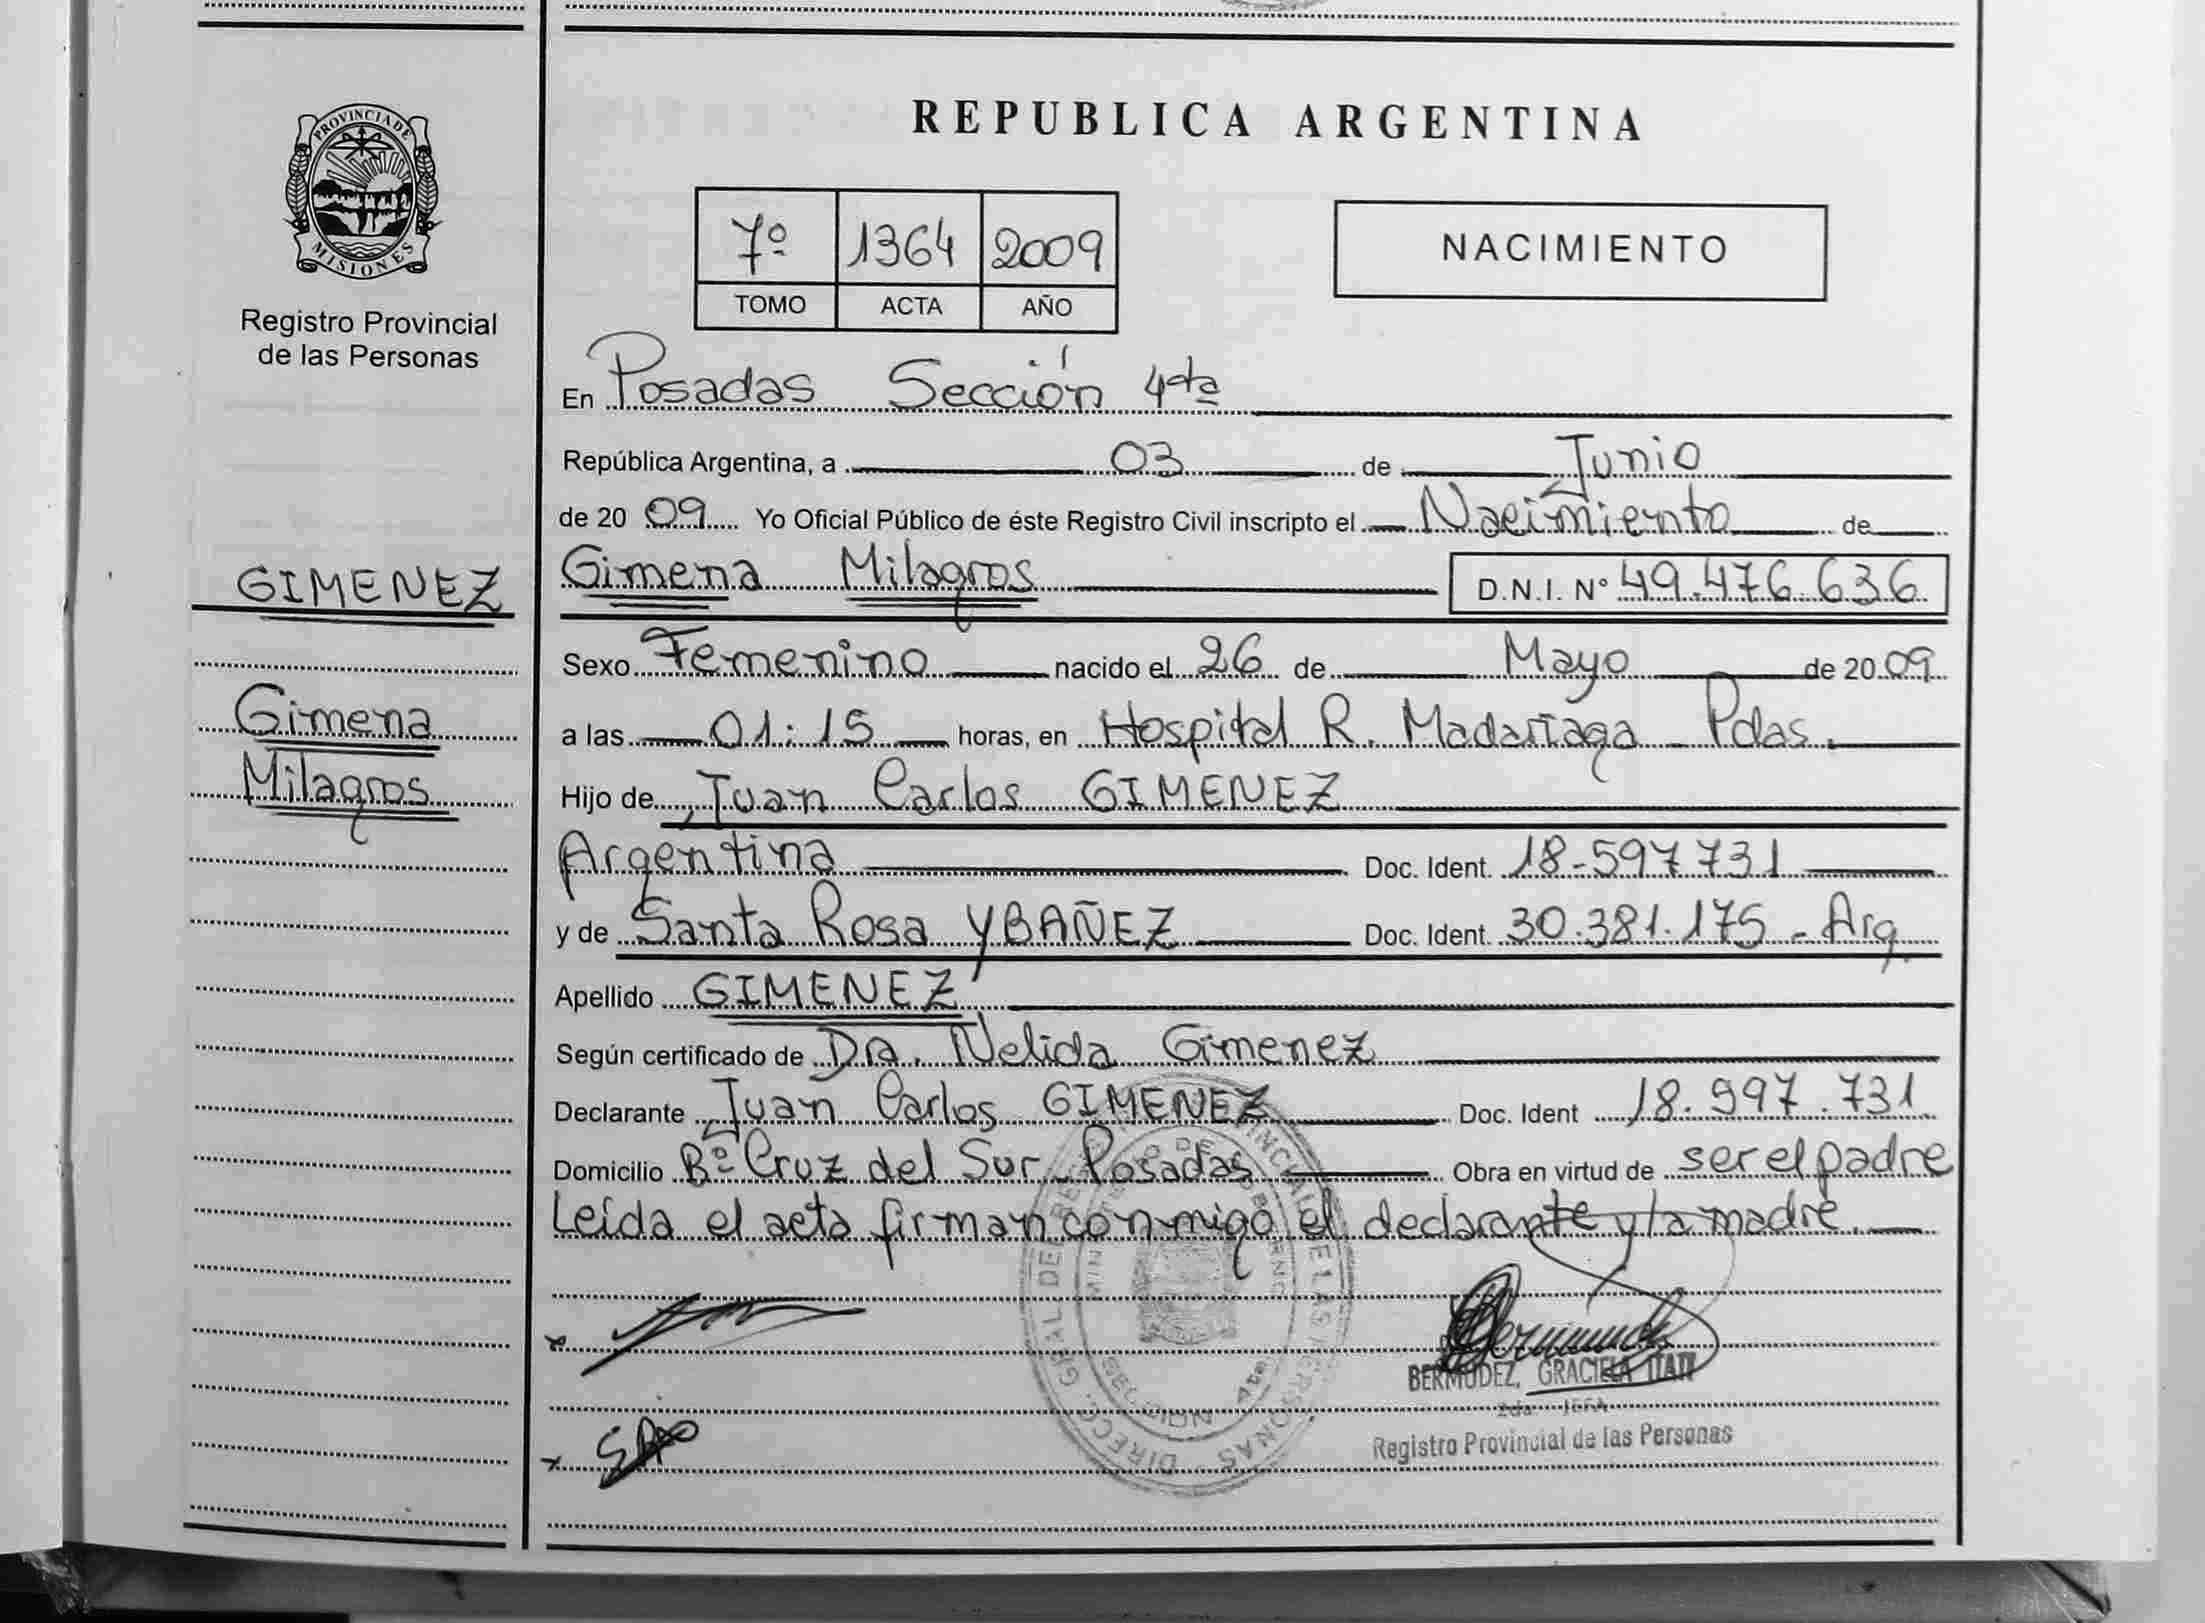 PROVINCIA DE
MISIONES
Registro Provincial
de las Personas
GIMENEZ
Gimena
Milagros
REPUBLICA ARGENTINA
7º 1364 2009
TOMO ACTA AÑO
NACIMIENTO
En Posadas Sección 4ta
República Argentina, a 03 de Junio
de 20 09 Yo Oficial Público de éste Registro Civil inscripto el Nacimiento de
Gimena Milagros D.N.I. Nº 49.476.636
Sexo Femenino nacido el 26 de Mayo de 20 09
a las 01:15 horas, en Hospital R. Madariaga - Pdas.
Hijo de Juan Carlos GIMENEZ
Argentina Doc. Ident. 18-597731
y de Santa Rosa YBAÑEZ Doc. Ident. 30.381.175 - Arg.
Apellido GIMENEZ
Según certificado de Dra. Nelida Gimenez
Declarante Juan Carlos GIMENEZ Doc. Ident 18.997.731
Domicilio Bº Cruz del Sur - Posadas Obra en virtud de ser el padre
Leída el acta firman conmigo el declarante y la madre.
BERMUDEZ, GRACIELA ITATI
2da. JEFA
Registro Provincial de las Personas